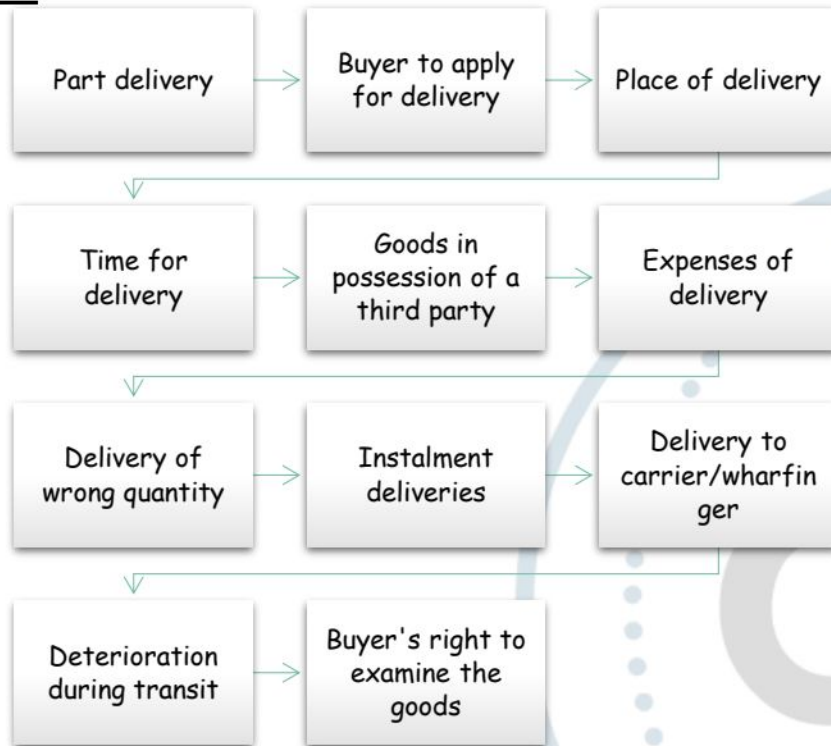 Part delivery
Buyer to apply
for delivery
Place of delivery
Time for
delivery
Goods in
possession of a
third party
Expenses of
delivery
Delivery of
wrong quantity
Instalment
deliveries
Delivery to
carrier/wharfin
ger
Deterioration
during transit
Buyer's right to
examine the
goods